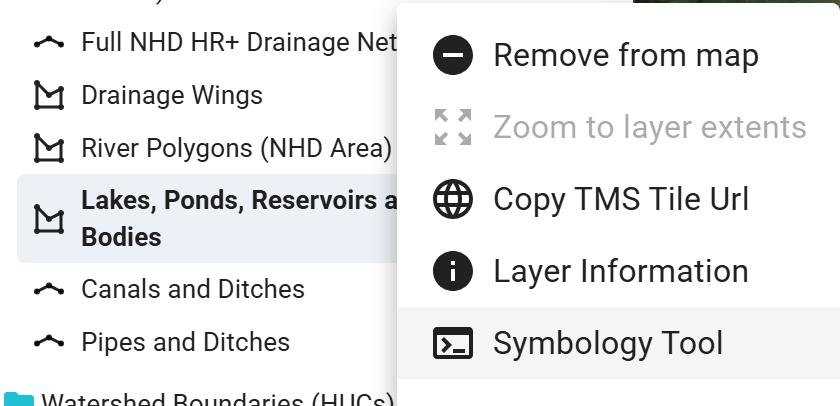 Full NHD HR+ Drainage Net
Drainage Wings
River Polygons (NHD Area)
Lakes, Ponds, Reservoirs a
Bodies
Canals and Ditches
Pipes and Ditches
Watershed Boundaries (HUCs)
Remove from map
Zoom to layer extents
Copy TMS Tile Url
Layer Information
Symbology Tool